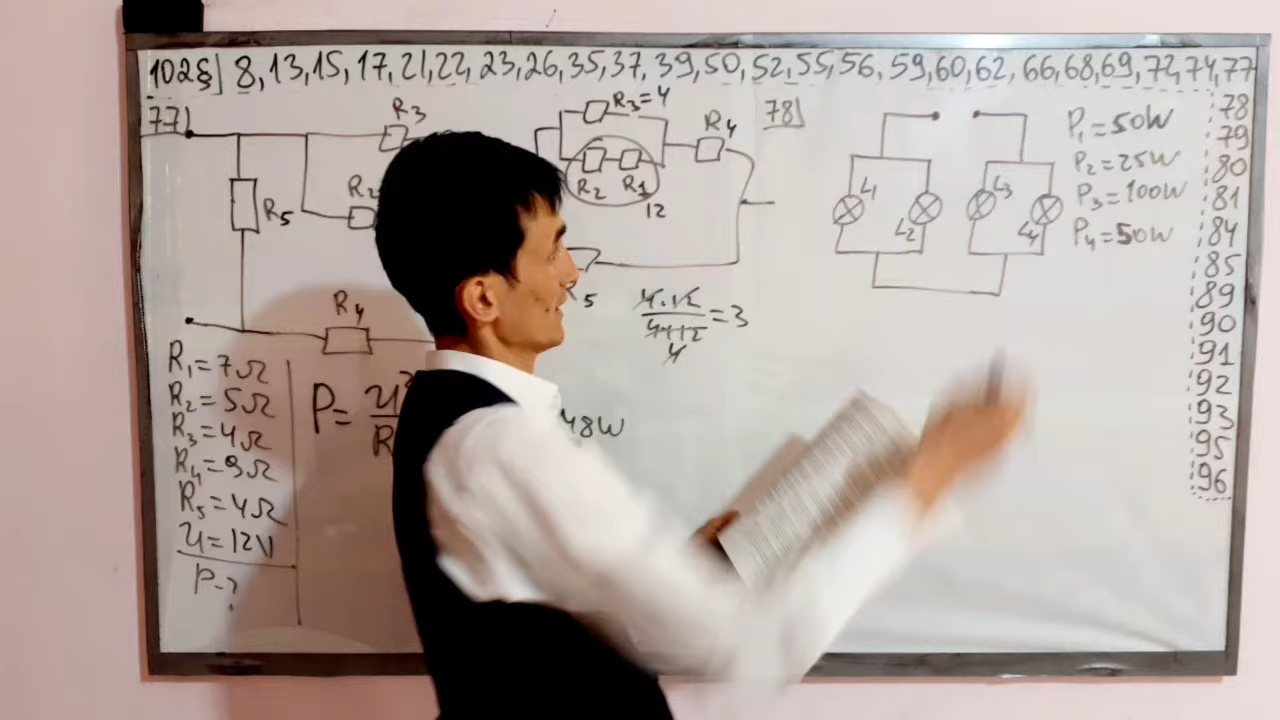 102§] 8,13,15,17,21,22,23,26,35,37,39,50,52,55,56,59,60,62,66,68,69,72,74,77
78
79
80
81
84
85
89
90
91
92
93
95
96
77)
R3
R5
R4
R1=7Ω
R2=5Ω
R3=4Ω
R4=9Ω
R5=4Ω
U=12V
P-?
R3=4
R2 R1
12
R4
4·12
4+12
4
=3
48W
78)
L1
L2
L3
L4
P1=50W
P2=25W
P3=100W
P4=50W